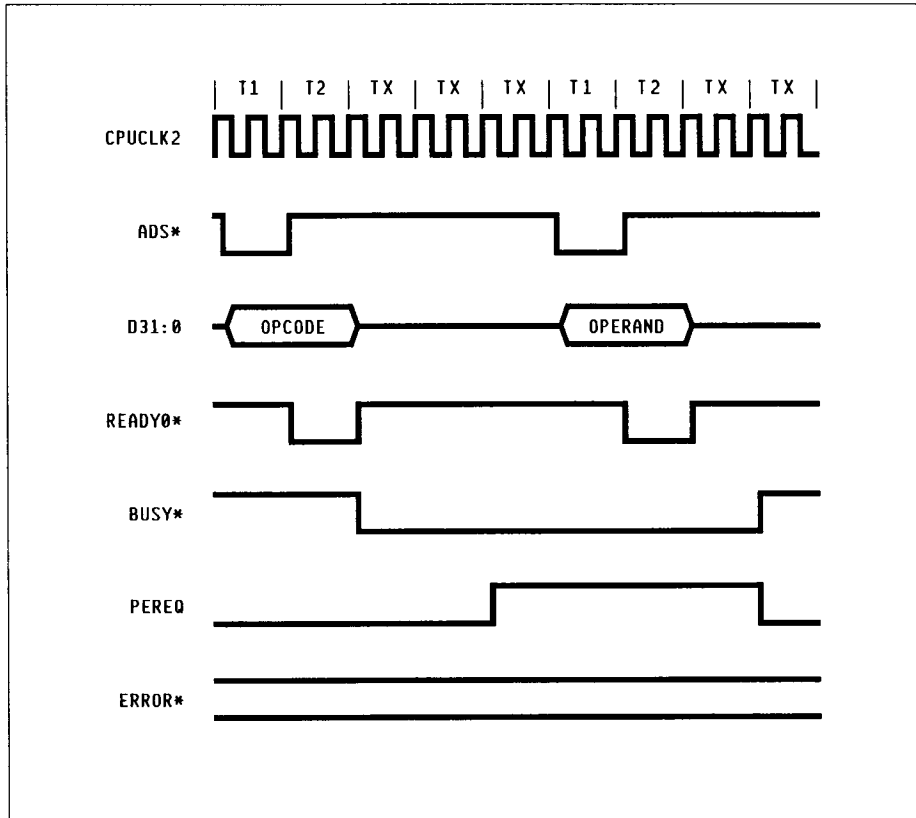 T1 T2 TX TX TX T1 T2 TX TX
CPUCLK2
ADS*
D31:0 OPCODE OPERAND
READY0*
BUSY*
PEREQ
ERROR*